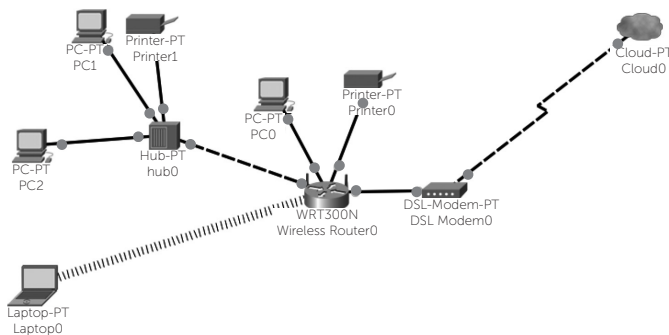 PC-PT
PC1
Printer-PT
Printer1
Cloud-PT
Cloud0
PC-PT
PC0
Printer-PT
Printer0
Hub-PT
hub0
PC-PT
PC2
WRT300N
Wireless Router0
DSL-Modem-PT
DSL Modem0
Laptop-PT
Laptop0